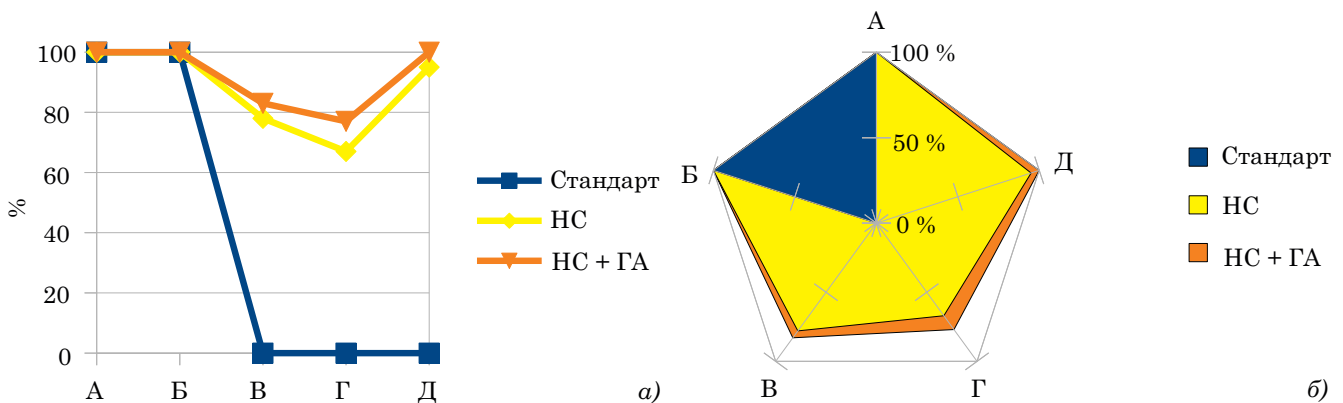 %
100
80
60
40
20
0
А Б В Г Д
Стандарт
НС
НС + ГА
а)
А
100 %
50 %
0 %
Б
Д
В
Г
Стандарт
НС
НС + ГА
б)